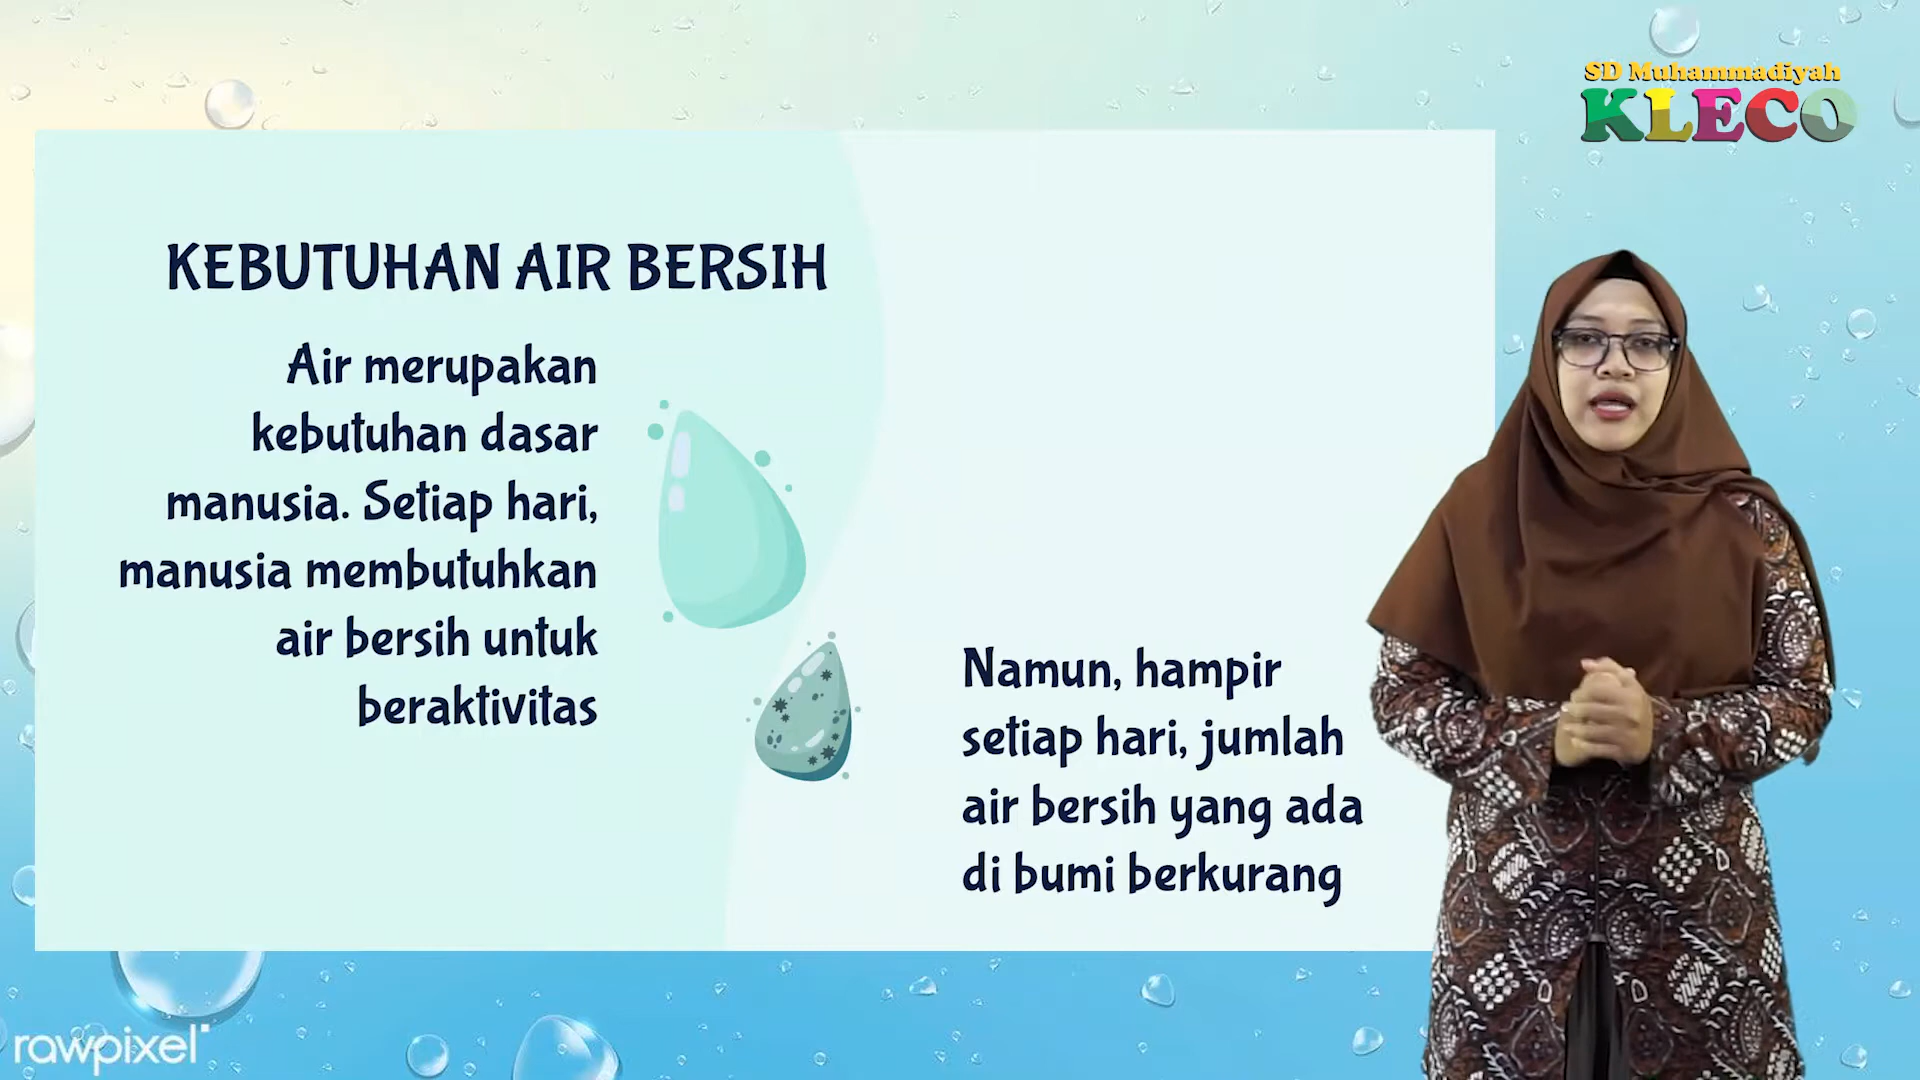 SD Muhammadiyah
KLECO
KEBUTUHAN AIR BERSIH
Air merupakan
kebutuhan dasar
manusia. Setiap hari,
manusia membutuhkan
air bersih untuk
beraktivitas
Namun, hampir
setiap hari, jumlah
air bersih yang ada
di bumi berkurang
rawpixel